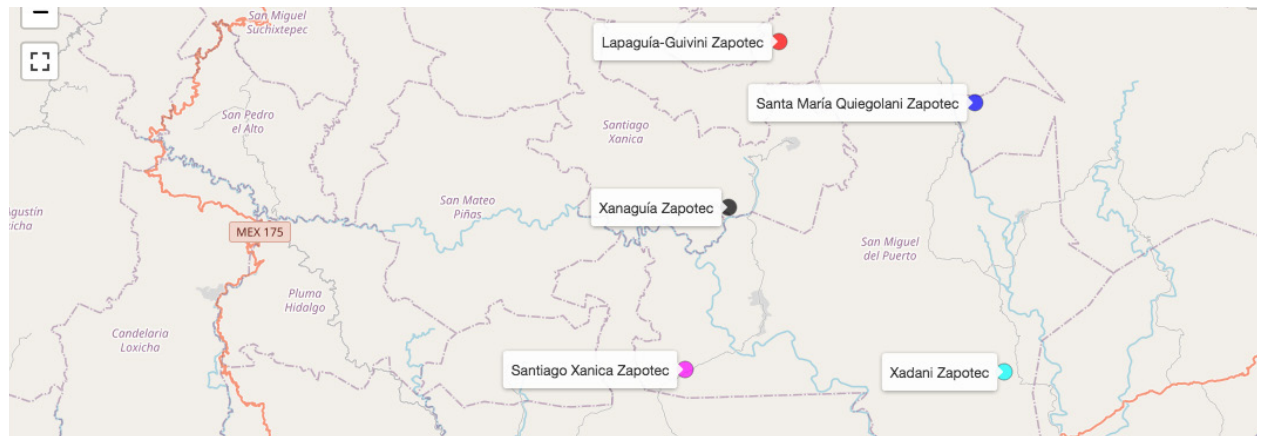 −
San Miguel
Suchixtepec
Lapaguía-Guivini Zapotec
Santa María Quiegolani Zapotec
San Pedro
el Alto
Santiago
Xanica
San Mateo
Piñas
Xanaguía Zapotec
Agustín
xicha
MEX 175
San Miguel
del Puerto
Pluma
Hidalgo
Candelaria
Loxicha
Santiago Xanica Zapotec
Xadani Zapotec